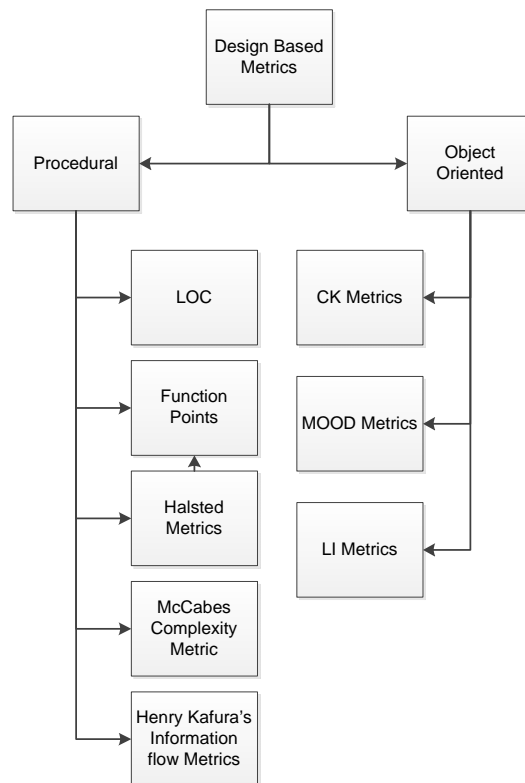 Design Based
Metrics
Procedural
Object
Oriented
LOC
Function
Points
Halsted
Metrics
McCabes
Complexity
Metric
Henry Kafura's
Information
flow Metrics
CK Metrics
MOOD Metrics
LI Metrics